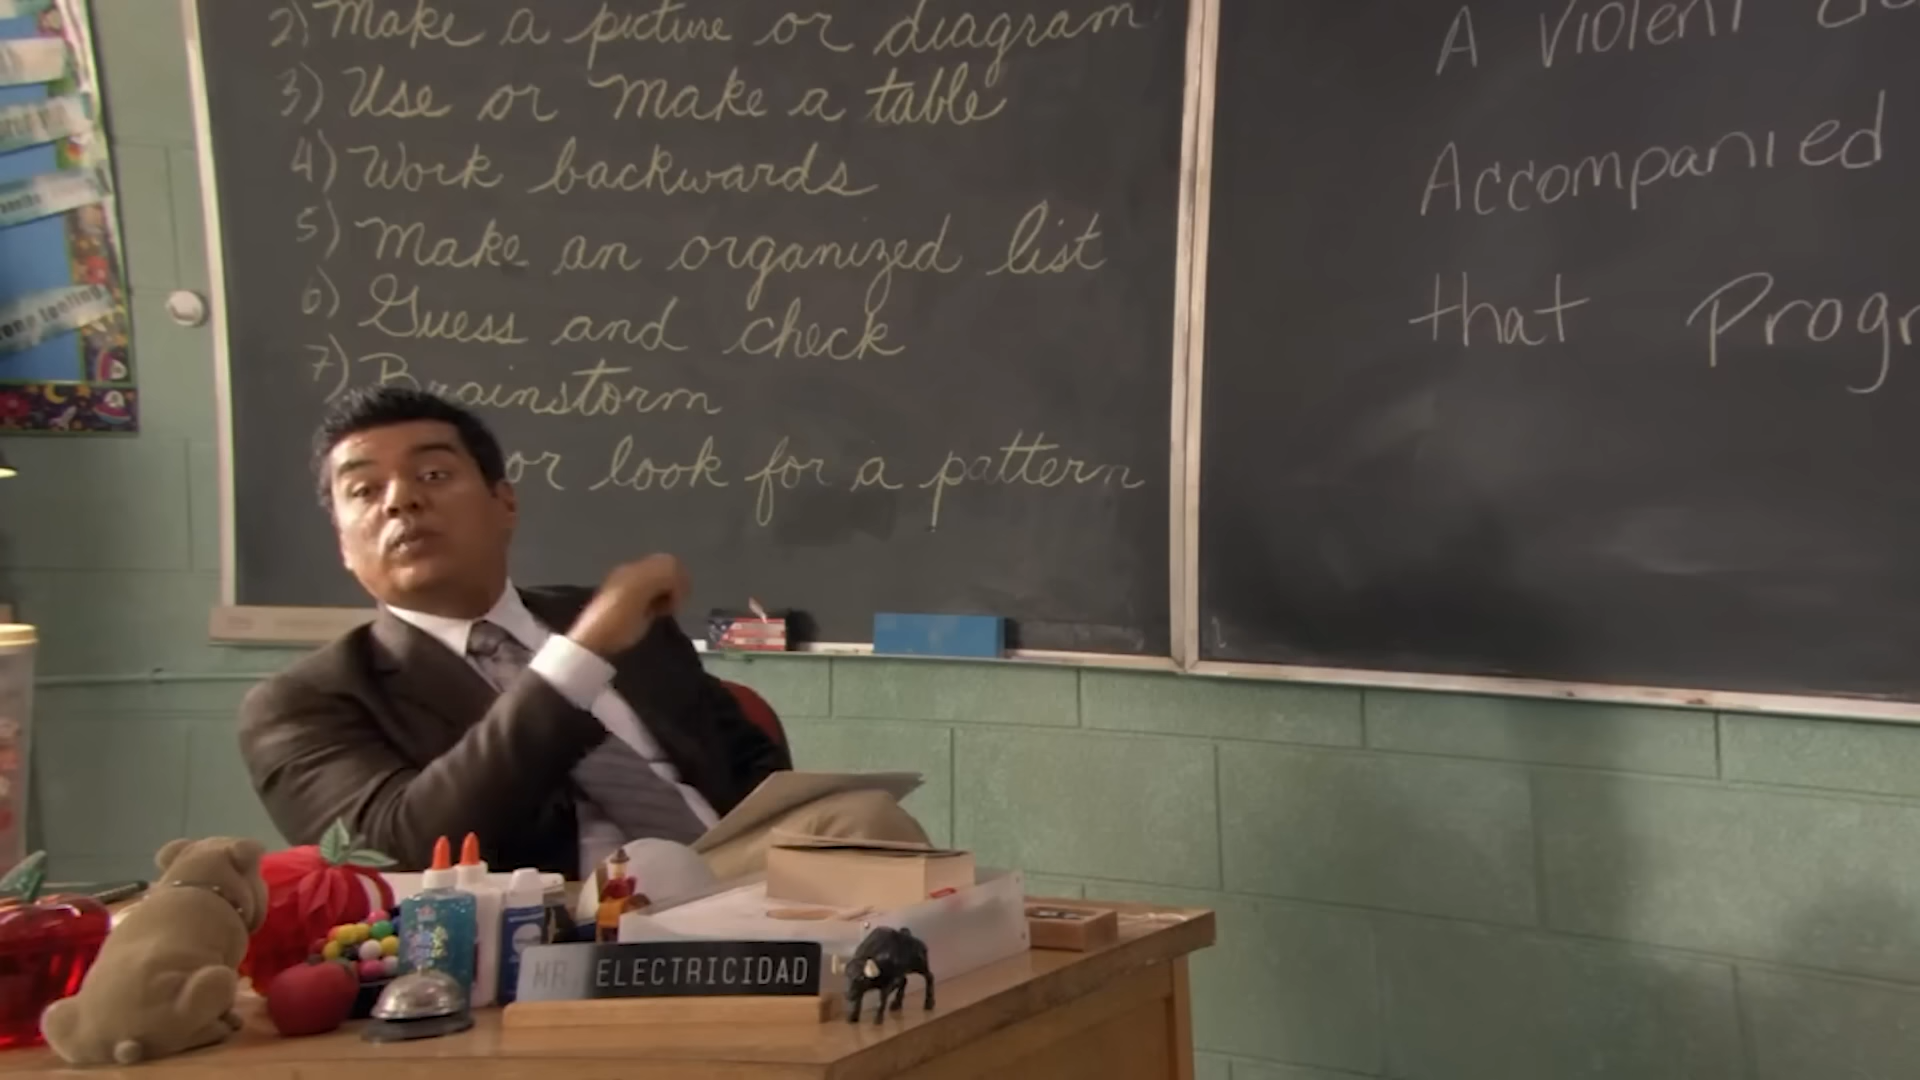 2) Make a picture or diagram
3) Use or make a table
4) Work backwards
5) Make an organized list
6) Guess and check
7) Brainstorm
or look for a pattern
A Violent
Accompanied
that Progr
MR. ELECTRICIDAD